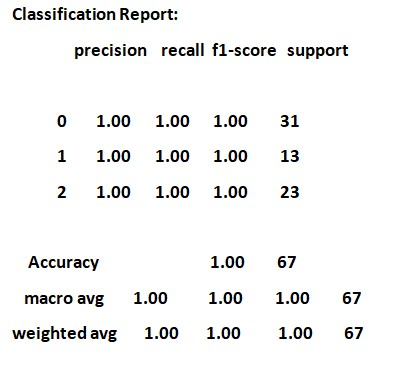 Classification Report:
precision recall f1-score support
0 1.00 1.00 1.00 31
1 1.00 1.00 1.00 13
2 1.00 1.00 1.00 23
Accuracy 1.00 67
macro avg 1.00 1.00 1.00 67
weighted avg 1.00 1.00 1.00 67